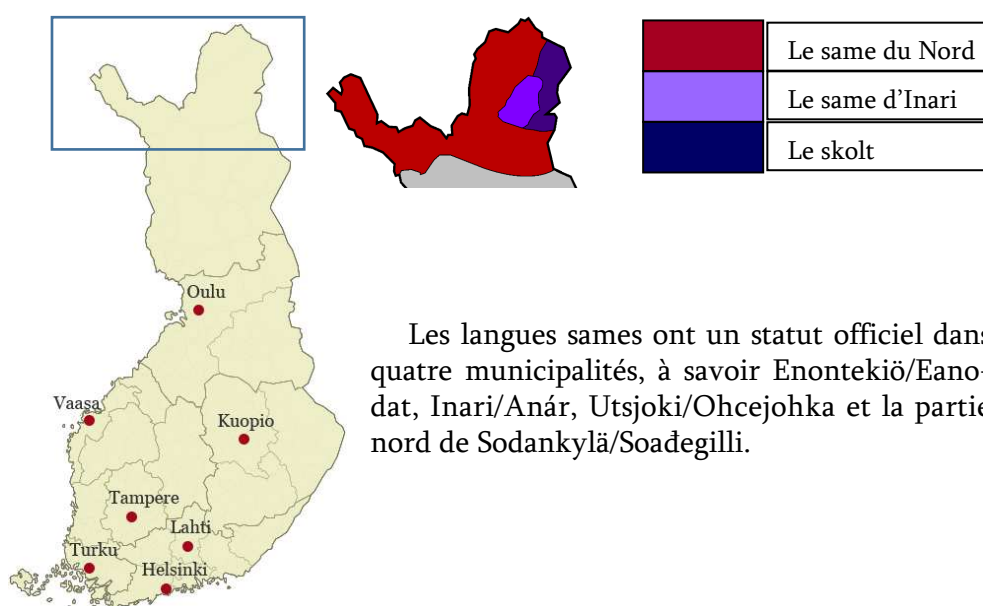 Le same du Nord
Le same d'Inari
Le skolt
Oulu
Vaasa
Kuopio
Tampere
Lahti
Turku
Helsinki
Les langues sames ont un statut officiel dans
quatre municipalités, à savoir Enontekiö/Eano-
dat, Inari/Anár, Utsjoki/Ohcejohka et la partie
nord de Sodankylä/Soađegilli.